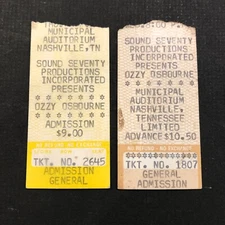 MUNICIPAL
AUDITORIUM
NASHVILLE, TN
SOUND SEVENTY
PRODUCTIONS
INCORPORATED
PRESENTS
OZZY OSBOURNE
ADMISSION
$9.00
NO REFUND NO EXCHANGE
TKT. NO. 2645
ADMISSION
GENERAL
SOUND SEVENTY
PRODUCTIONS
INCORPORATED
PRESENTS
OZZY OSBOURNE
MUNICIPAL
AUDITORIUM
NASHVILLE,
TENNESSEE
LIMITED
ADVANCE $10.50
NO REFUND - NO EXCHANGE
TKT. NO. 1807
GENERAL
ADMISSION